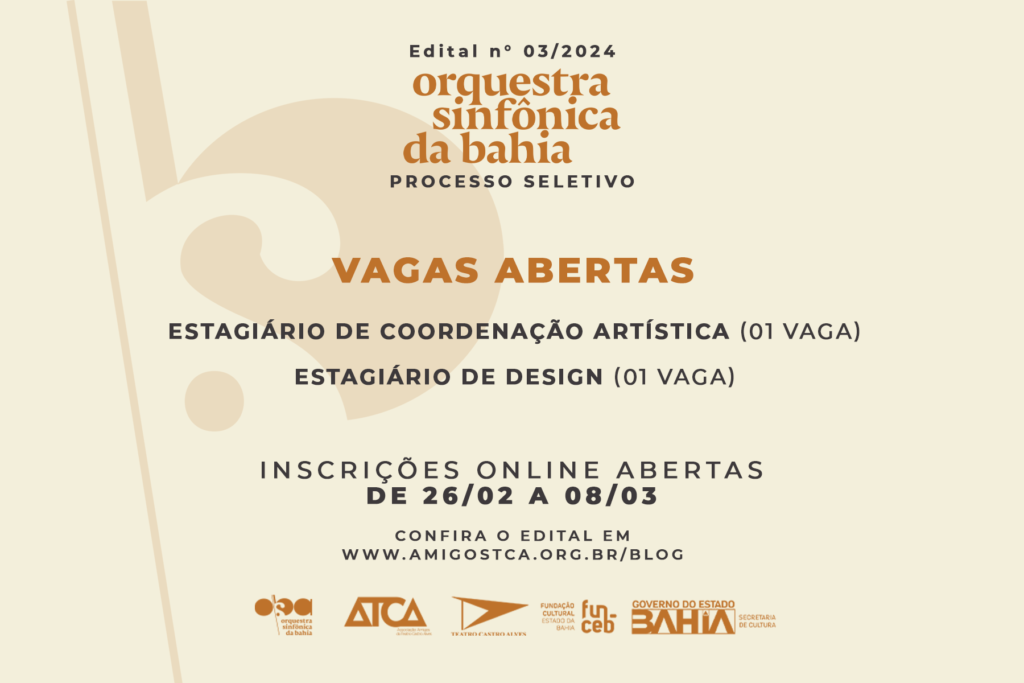 Edital nº 03/2024
orquestra
sinfônica
da bahia
PROCESSO SELETIVO
VAGAS ABERTAS
ESTAGIÁRIO DE COORDENAÇÃO ARTÍSTICA (01 VAGA)
ESTAGIÁRIO DE DESIGN (01 VAGA)
INSCRIÇÕES ONLINE ABERTAS
DE 26/02 A 08/03
CONFIRA O EDITAL EM
WWW.AMIGOSTCA.ORG.BR/BLOG
orquestra
sinfônica
da bahia
ATCA
TEATRO CASTRO ALVES
FUNDAÇÃO
CULTURAL
ESTADO DA
BAHIA
fun
ceb
GOVERNO DO ESTADO
BAHIA
SECRETARIA
DE CULTURA